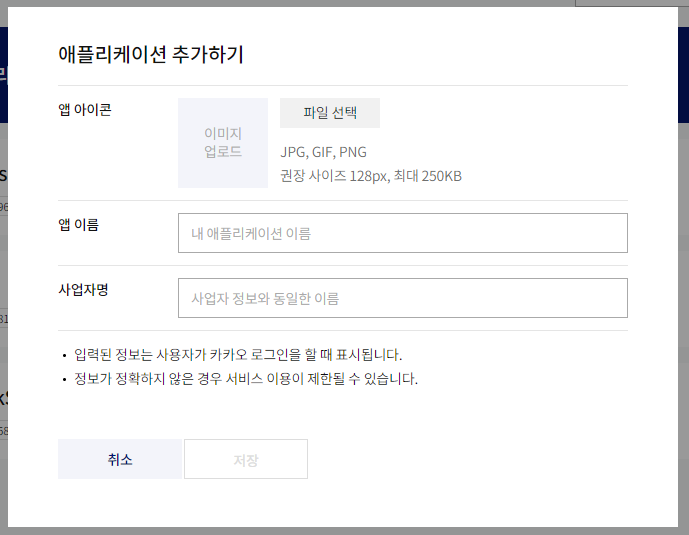 애플리케이션 추가하기
앱 아이콘
이미지
업로드
파일 선택
JPG, GIF, PNG
권장 사이즈 128px, 최대 250KB
앱 이름
내 애플리케이션 이름
사업자명
사업자 정보와 동일한 이름
• 입력된 정보는 사용자가 카카오 로그인을 할 때 표시됩니다.
• 정보가 정확하지 않은 경우 서비스 이용이 제한될 수 있습니다.
취소
저장